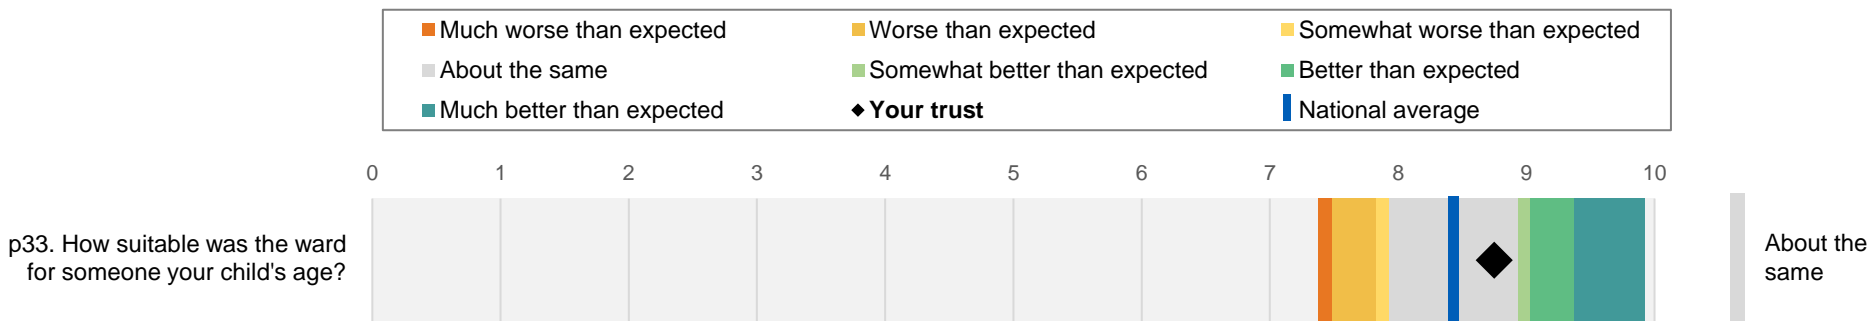 Much worse than expected
Worse than expected
Somewhat worse than expected
About the same
Somewhat better than expected
Better than expected
Much better than expected
Your trust
National average
0 1 2 3 4 5 6 7 8 9 10
p33. How suitable was the ward
for someone your child's age?
About the
same